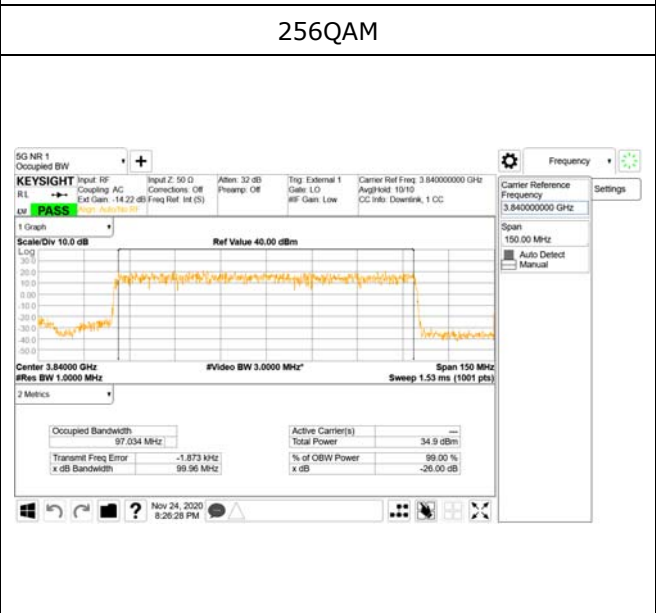 256QAM
5G NR 1
Occupied BW
+
Frequency
KEYSIGHT Input: RF Input Z: 50 Ω Atten: 32 dB Trig: External 1 Carrier Ref Freq: 3.840000000 GHz
RL Coupling: AC Corrections: Off Preamp: Off Gate: LO Avg|Hold: 10/10
Ext Gain: -14.22 dB Freq Ref: Int (S) #IF Gain: Low CC Info: Downlink, 1 CC
LXI PASS Align: Auto/No RF
Carrier Reference
Frequency
3.840000000 GHz
Settings
Span
150.00 MHz
Auto Detect
Manual
1 Graph
Scale/Div 10.0 dB Ref Value 40.00 dBm
Log
30.0
20.0
10.0
0.00
-10.0
-20.0
-30.0
-40.0
-50.0
Center 3.84000 GHz #Video BW 3.0000 MHz* Span 150 MHz
#Res BW 1.0000 MHz Sweep 1.53 ms (1001 pts)
2 Metrics
Occupied Bandwidth Active Carrier(s) ---
97.034 MHz Total Power 34.9 dBm
Transmit Freq Error -1.873 kHz % of OBW Power 99.00 %
x dB Bandwidth 99.96 MHz x dB -26.00 dB
? Nov 24, 2020
8:26:28 PM